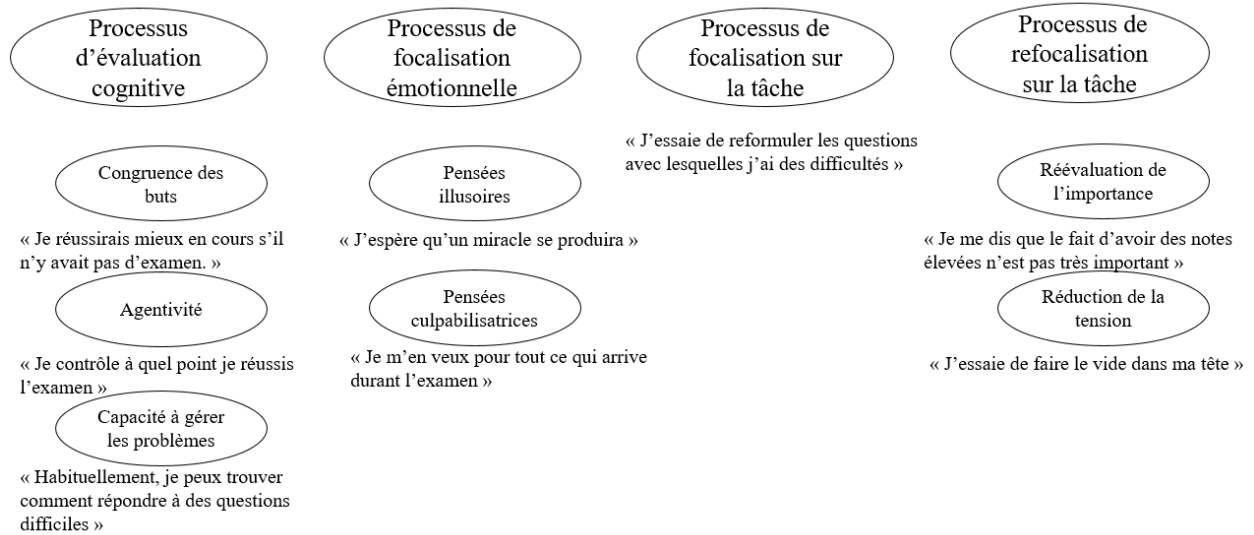 Processus
d’évaluation
cognitive
Congruence des
buts
« Je réussirais mieux en cours s’il
n’y avait pas d’examen. »
Agentivité
« Je contrôle à quel point je réussis
l’examen »
Capacité à gérer
les problèmes
« Habituellement, je peux trouver
comment répondre à des questions
difficiles »
Processus de
focalisation
émotionnelle
Pensées
illusoires
« J’espère qu’un miracle se produira »
Pensées
culpabilisatrices
« Je m’en veux pour tout ce qui arrive
durant l’examen »
Processus de
focalisation sur
la tâche
« J’essaie de reformuler les questions
avec lesquelles j’ai des difficultés »
Processus de
refocalisation
sur la tâche
Réévaluation de
l’importance
« Je me dis que le fait d’avoir des notes
élevées n’est pas très important »
Réduction de la
tension
« J’essaie de faire le vide dans ma tête »